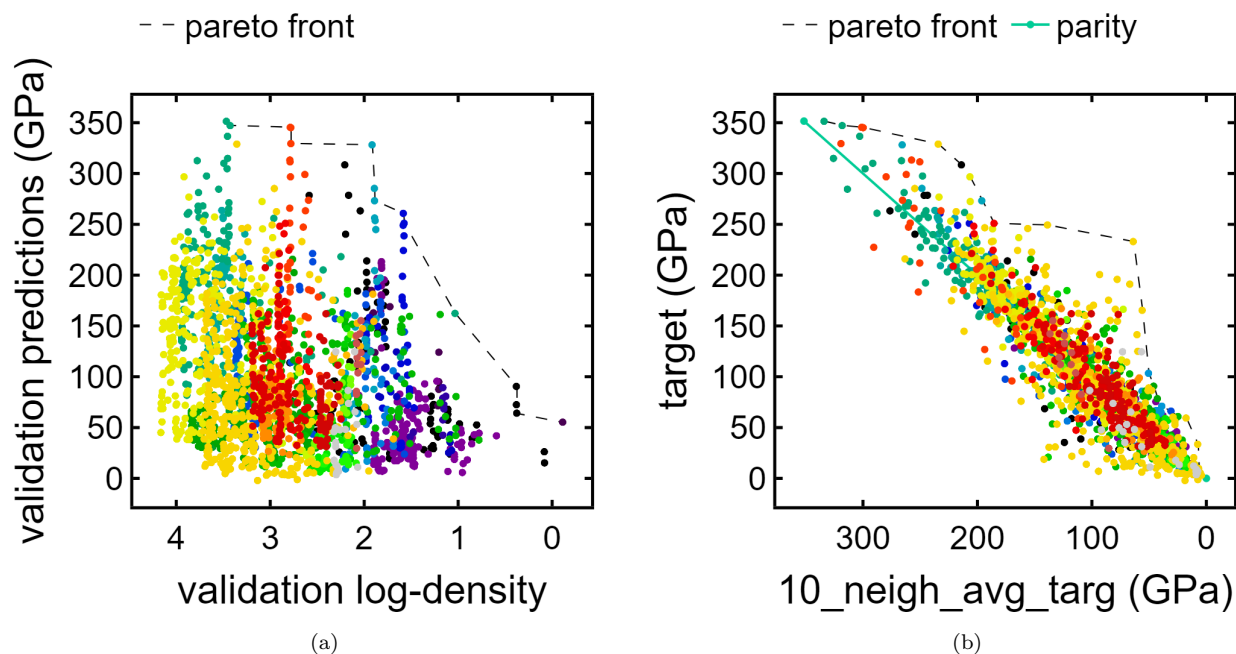 pareto front
validation predictions (GPa)
350
300
250
200
150
100
50
0
4 3 2 1 0
validation log-density
(a)
pareto front parity
target (GPa)
350
300
250
200
150
100
50
0
300 200 100 0
10_neigh_avg_targ (GPa)
(b)